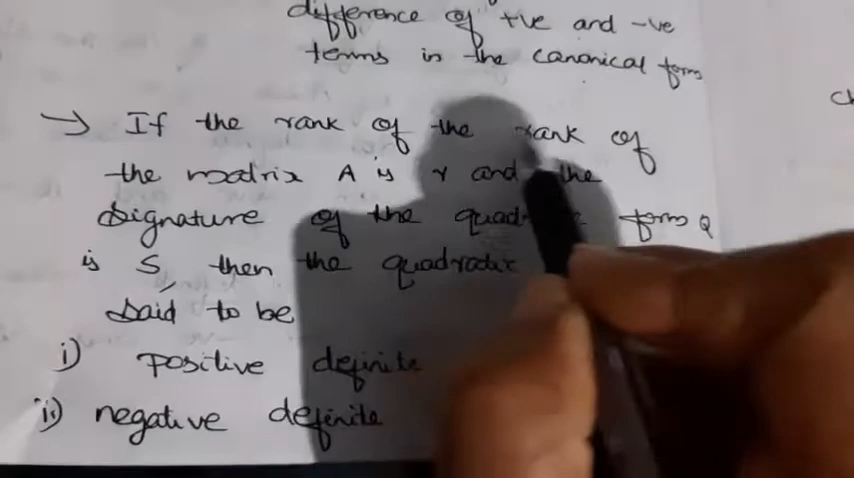 difference of +ve and -ve
terms in the canonical form
→ If the rank of the rank of
the matrix A is r and the
Signature of the form Q
is S, then the quadratic
said to be
i) positive definite
ii) negative definite